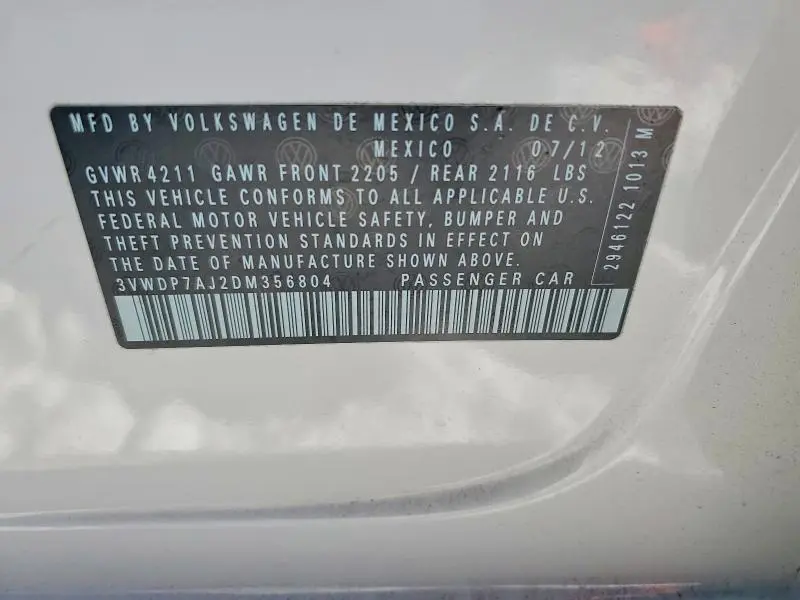 MFD BY VOLKSWAGEN DE MEXICO S.A. DE C.V.
MEXICO 07/12
GVWR 4211 GAWR FRONT 2205 / REAR 2116 LBS
THIS VEHICLE CONFORMS TO ALL APPLICABLE U.S.
FEDERAL MOTOR VEHICLE SAFETY, BUMPER AND
THEFT PREVENTION STANDARDS IN EFFECT ON
THE DATE OF MANUFACTURE SHOWN ABOVE.
3VWDP7AJ2DM356804 PASSENGER CAR
2946122 1013 M